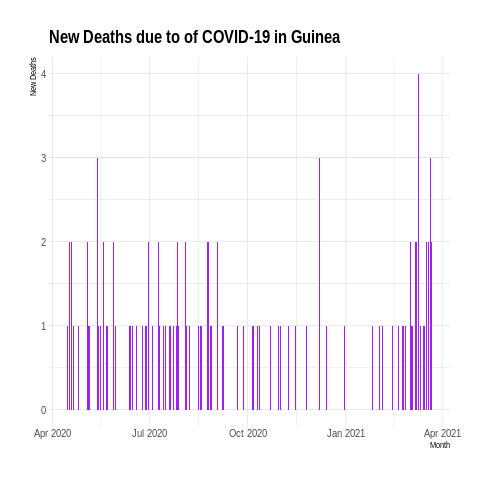 New Deaths due to of COVID-19 in Guinea
New Deaths
4
3
2
1
0
Apr 2020 Jul 2020 Oct 2020 Jan 2021 Apr 2021
Month